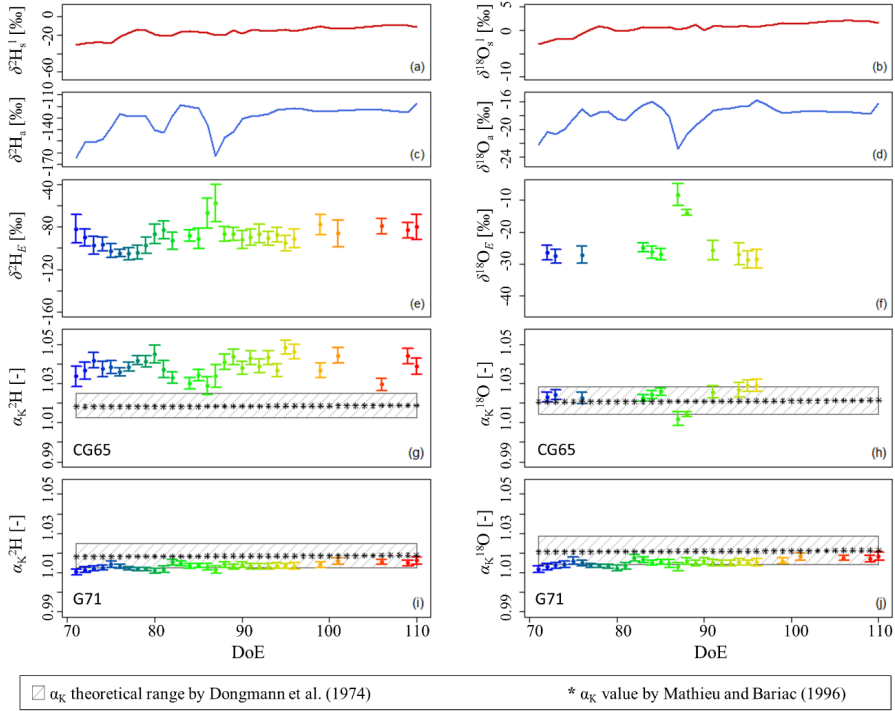 δ²Hs¹ [‰]
-20
-60
(a)
δ¹⁸Os¹ [‰]
5
0
-10
(b)
δ²Ha [‰]
-110
-140
-170
(c)
δ¹⁸Oa [‰]
-16
-20
-24
(d)
δ²HE [‰]
-40
-80
-120
-160
(e)
δ¹⁸OE [‰]
-10
-20
-30
-40
(f)
αK²H [-]
1.05
1.03
1.01
0.99
CG65
(g)
αK¹⁸O [-]
1.05
1.03
1.01
0.99
CG65
(h)
αK²H [-]
1.05
1.03
1.01
0.99
G71
(i)
αK¹⁸O [-]
1.05
1.03
1.01
0.99
G71
(j)
70 80 90 100 110
DoE
70 80 90 100 110
DoE
αK theoretical range by Dongmann et al. (1974)
* αK value by Mathieu and Bariac (1996)